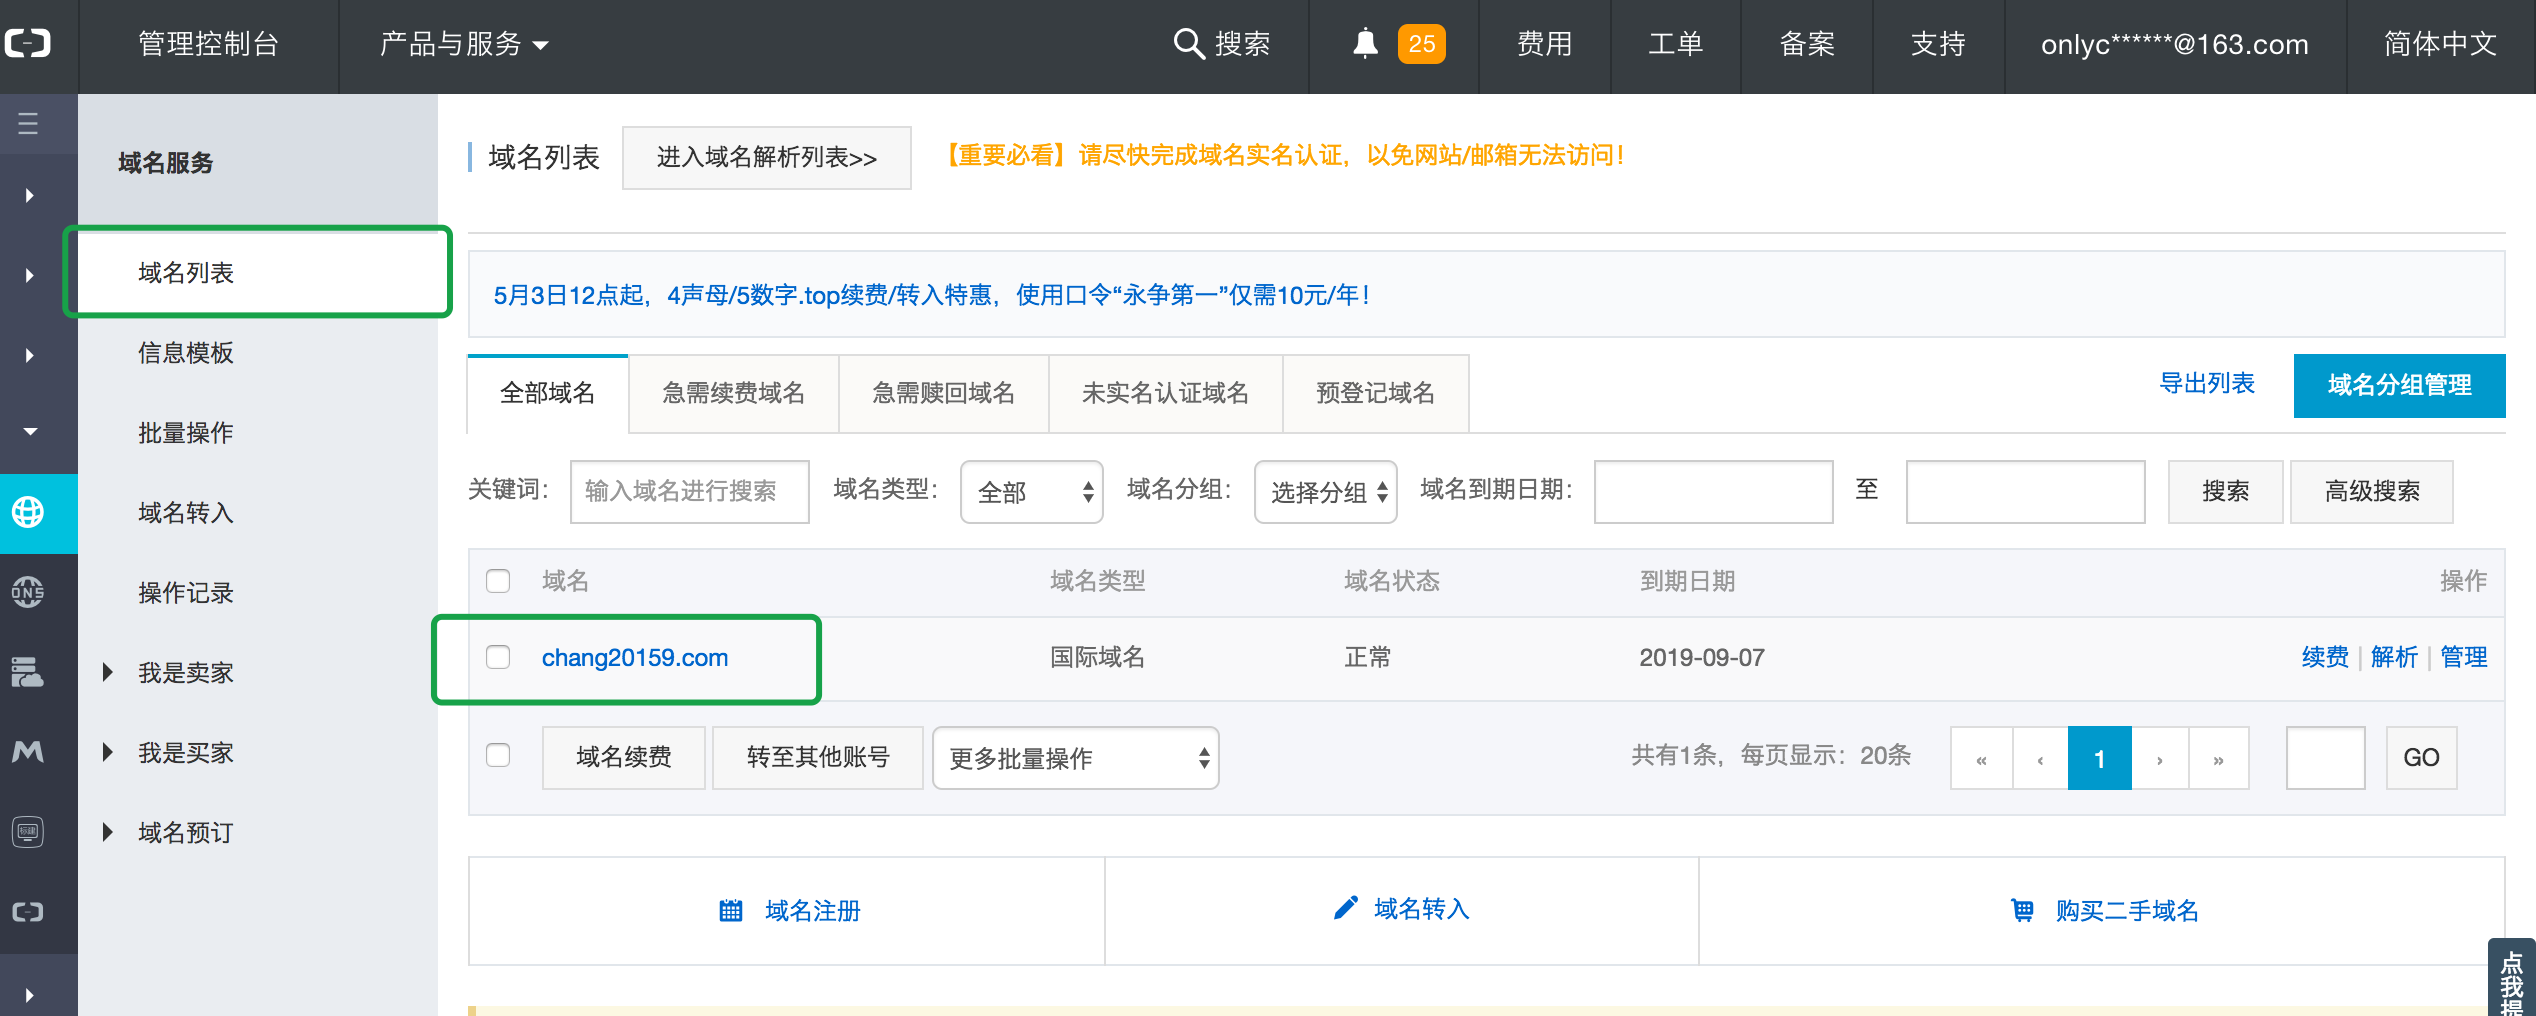 管理控制台 产品与服务 搜索 25 费用 工单 备案 支持 onlyc******@163.com 简体中文
域名服务
域名列表
信息模板
批量操作
域名转入
操作记录
我是卖家
我是买家
域名预订
DNS
域名列表 进入域名解析列表>> 【重要必看】请尽快完成域名实名认证，以免网站/邮箱无法访问！
5月3日12点起，4声母/5数字.top续费/转入特惠，使用口令“永争第一”仅需10元/年！
全部域名 急需续费域名 急需赎回域名 未实名认证域名 预登记域名 导出列表 域名分组管理
关键词： 输入域名进行搜索 域名类型： 全部 域名分组： 选择分组 域名到期日期： 至 搜索 高级搜索
域名 域名类型 域名状态 到期日期 操作
chang20159.com 国际域名 正常 2019-09-07 续费 | 解析 | 管理
域名续费 转至其他账号 更多批量操作 共有1条，每页显示：20条 « ‹ 1 › » GO
域名注册 域名转入 购买二手域名
点我提